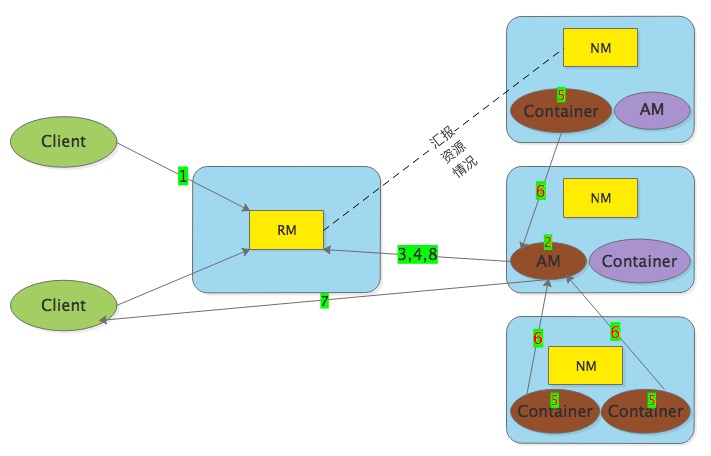 NM
5
Container
AM
Client
汇报
资源
情况
1
6
NM
RM
2
3,4,8
AM
Container
Client
7
6
6
NM
5
5
Container
Container